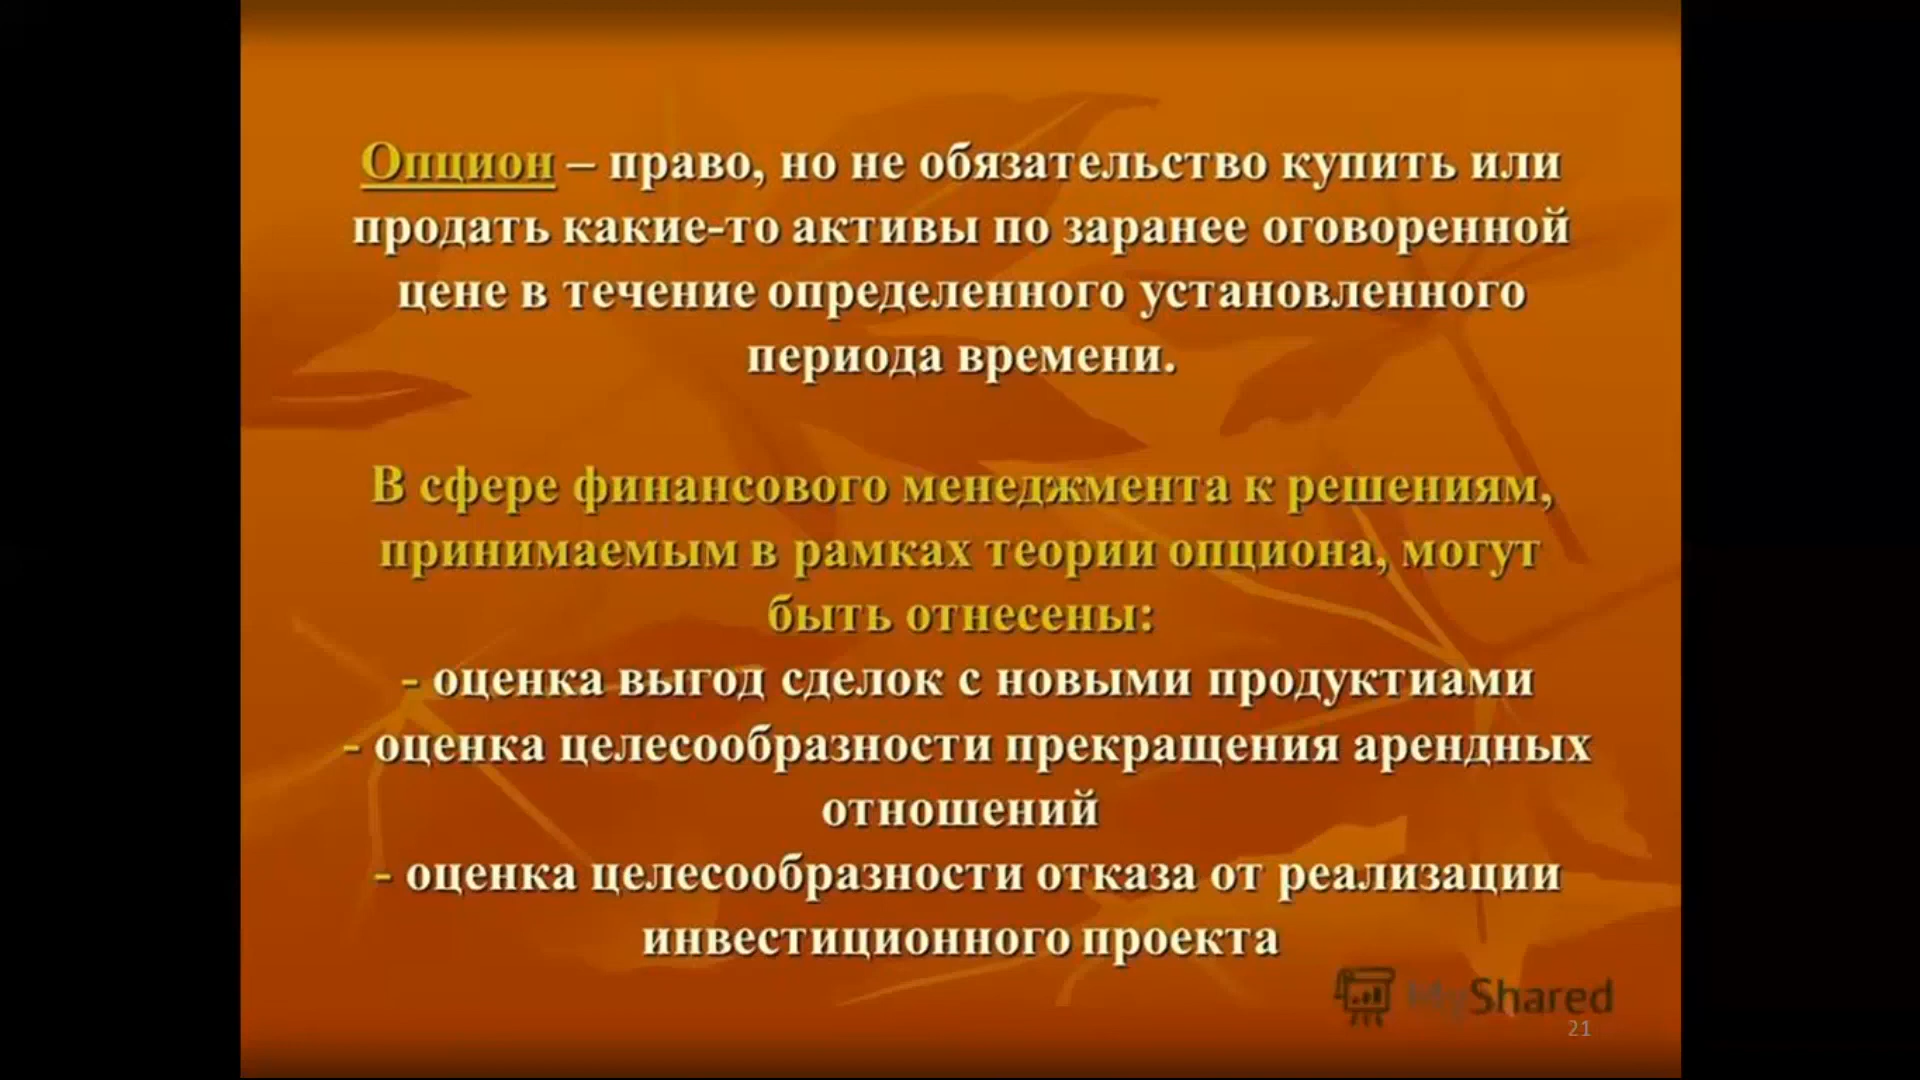 Опцион – право, но не обязательство купить или
продать какие-то активы по заранее оговоренной
цене в течение определенного установленного
периода времени.
В сфере финансового менеджмента к решениям,
принимаемым в рамках теории опциона, могут
быть отнесены:
- оценка выгод сделок с новыми продуктиами
- оценка целесообразности прекращения арендных
отношений
- оценка целесообразности отказа от реализации
инвестиционного проекта
MyShared
21